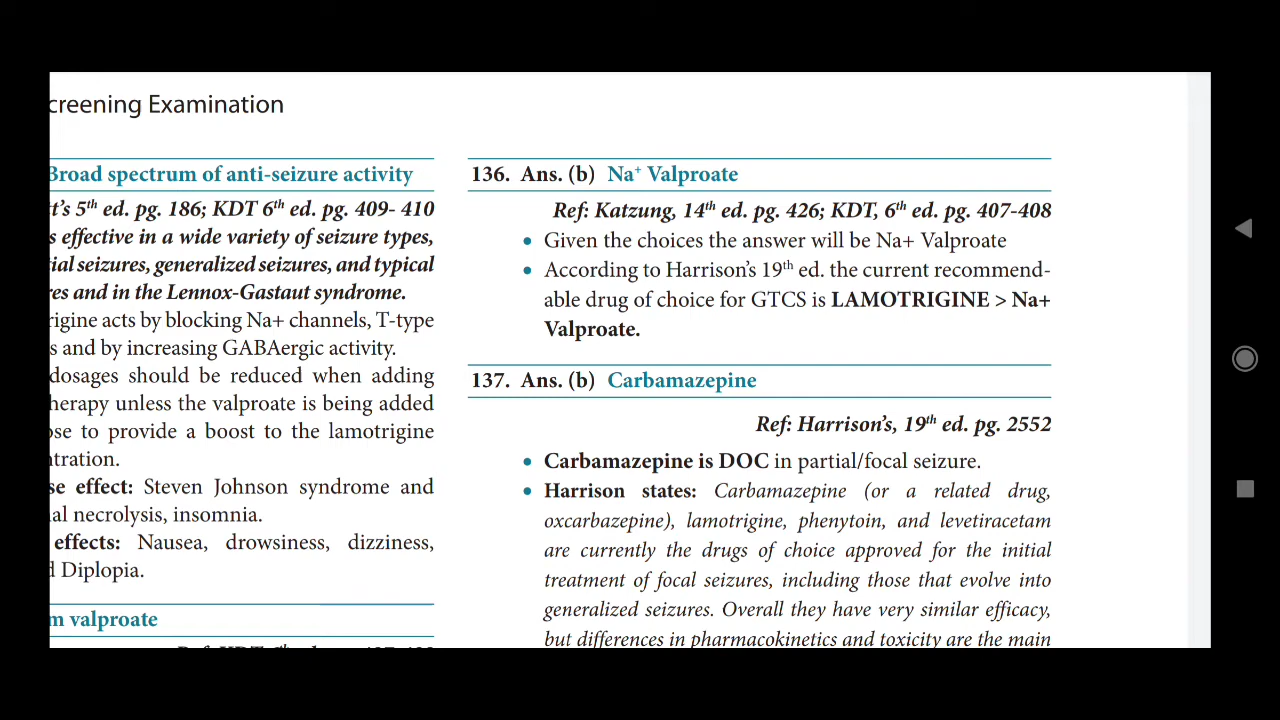 creening Examination
Broad spectrum of anti-seizure activity
t's 5th ed. pg. 186; KDT 6th ed. pg. 409- 410
s effective in a wide variety of seizure types,
ial seizures, generalized seizures, and typical
res and in the Lennox-Gastaut syndrome.
rigine acts by blocking Na+ channels, T-type
s and by increasing GABAergic activity.
dosages should be reduced when adding
herapy unless the valproate is being added
ose to provide a boost to the lamotrigine
ntration.
se effect: Steven Johnson syndrome and
al necrolysis, insomnia.
effects: Nausea, drowsiness, dizziness,
d Diplopia.
m valproate
136. Ans. (b) Na+ Valproate
Ref: Katzung, 14th ed. pg. 426; KDT, 6th ed. pg. 407-408
• Given the choices the answer will be Na+ Valproate
• According to Harrison's 19th ed. the current recommend-
able drug of choice for GTCS is LAMOTRIGINE > Na+
Valproate.
137. Ans. (b) Carbamazepine
Ref: Harrison's, 19th ed. pg. 2552
• Carbamazepine is DOC in partial/focal seizure.
• Harrison states: Carbamazepine (or a related drug,
oxcarbazepine), lamotrigine, phenytoin, and levetiracetam
are currently the drugs of choice approved for the initial
treatment of focal seizures, including those that evolve into
generalized seizures. Overall they have very similar efficacy,
but differences in pharmacokinetics and toxicity are the main